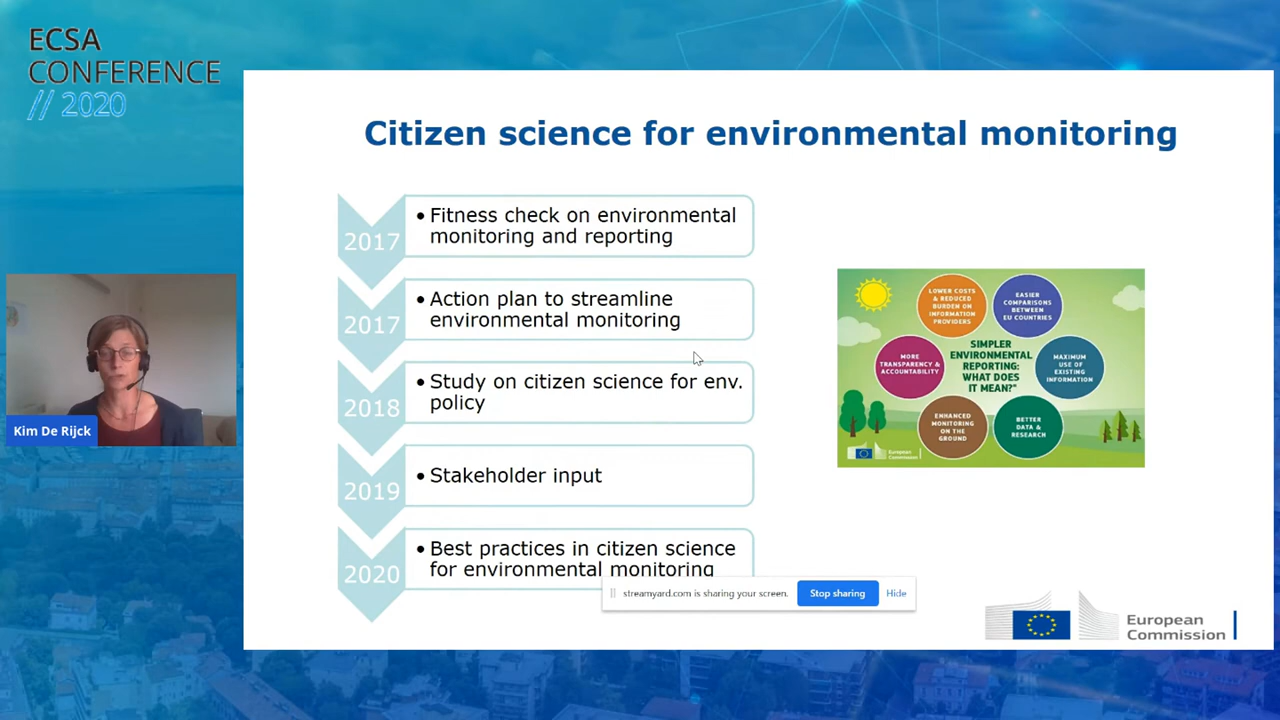 ECSA
CONFERENCE
// 2020
Citizen science for environmental monitoring
2017
• Fitness check on environmental
monitoring and reporting
2017
• Action plan to streamline
environmental monitoring
2018
• Study on citizen science for env.
policy
2019
• Stakeholder input
2020
• Best practices in citizen science
for environmental monitoring
LOWER COSTS
& REDUCED
BURDEN ON
INFORMATION
PROVIDERS
EASIER
COMPARISONS
BETWEEN
EU COUNTRIES
MORE
TRANSPARENCY &
ACCOUNTABILITY
SIMPLER
ENVIRONMENTAL
REPORTING:
WHAT DOES
IT MEAN?"
MAXIMUM
USE OF
EXISTING
INFORMATION
ENHANCED
MONITORING
ON THE
GROUND
BETTER
DATA &
RESEARCH
European
Commission
Kim De Rijck
streamyard.com is sharing your screen.
Stop sharing
Hide
European
Commission